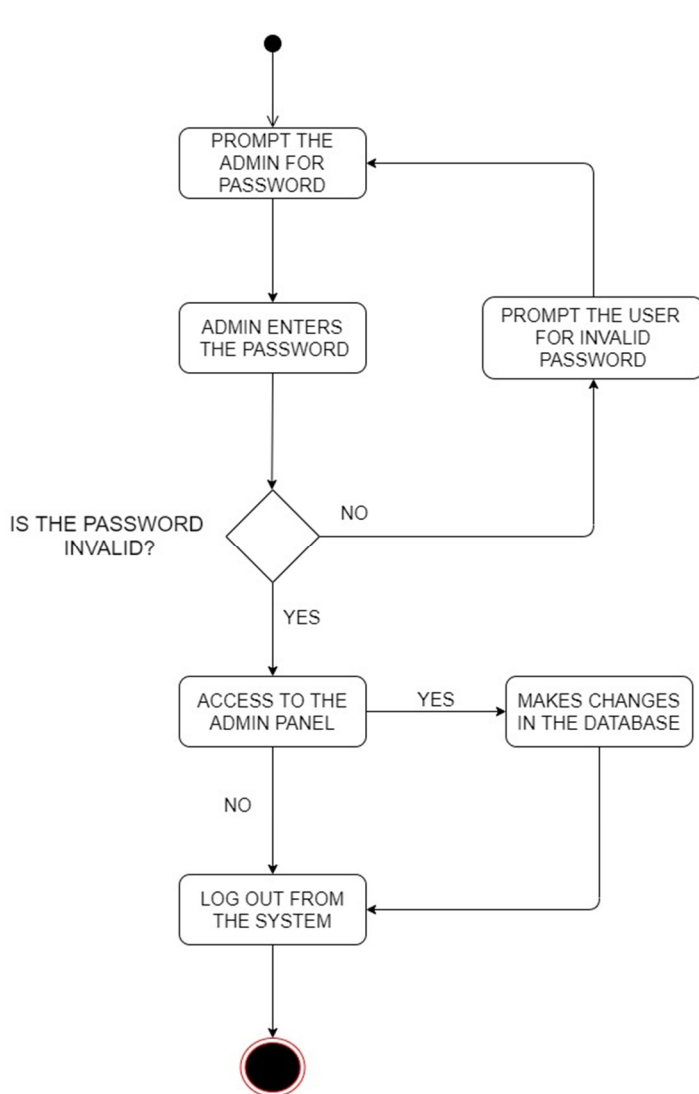 PROMPT THE
ADMIN FOR
PASSWORD
ADMIN ENTERS
THE PASSWORD
PROMPT THE USER
FOR INVALID
PASSWORD
IS THE PASSWORD
INVALID?
NO
YES
ACCESS TO THE
ADMIN PANEL
YES
MAKES CHANGES
IN THE DATABASE
NO
LOG OUT FROM
THE SYSTEM